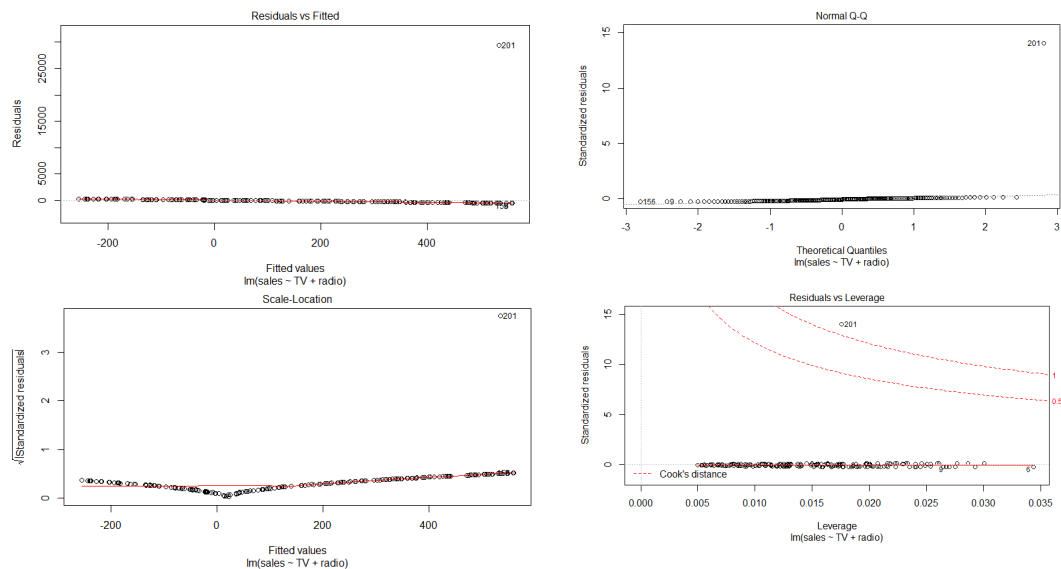 Residuals vs Fitted
Residuals
0
5000
15000
25000
201
-200
0
200
400
Fitted values
lm(sales ~ TV + radio)
Normal Q-Q
Standardized residuals
0
5
10
15
201
156
9
-3
-2
-1
0
1
2
3
Theoretical Quantiles
lm(sales ~ TV + radio)
Scale-Location
√|Standardized residuals|
0
1
2
3
201
-200
0
200
400
Fitted values
lm(sales ~ TV + radio)
Residuals vs Leverage
Standardized residuals
0
5
10
15
201
1
0.5
9
6
Cook's distance
0.000
0.005
0.010
0.015
0.020
0.025
0.030
0.035
Leverage
lm(sales ~ TV + radio)